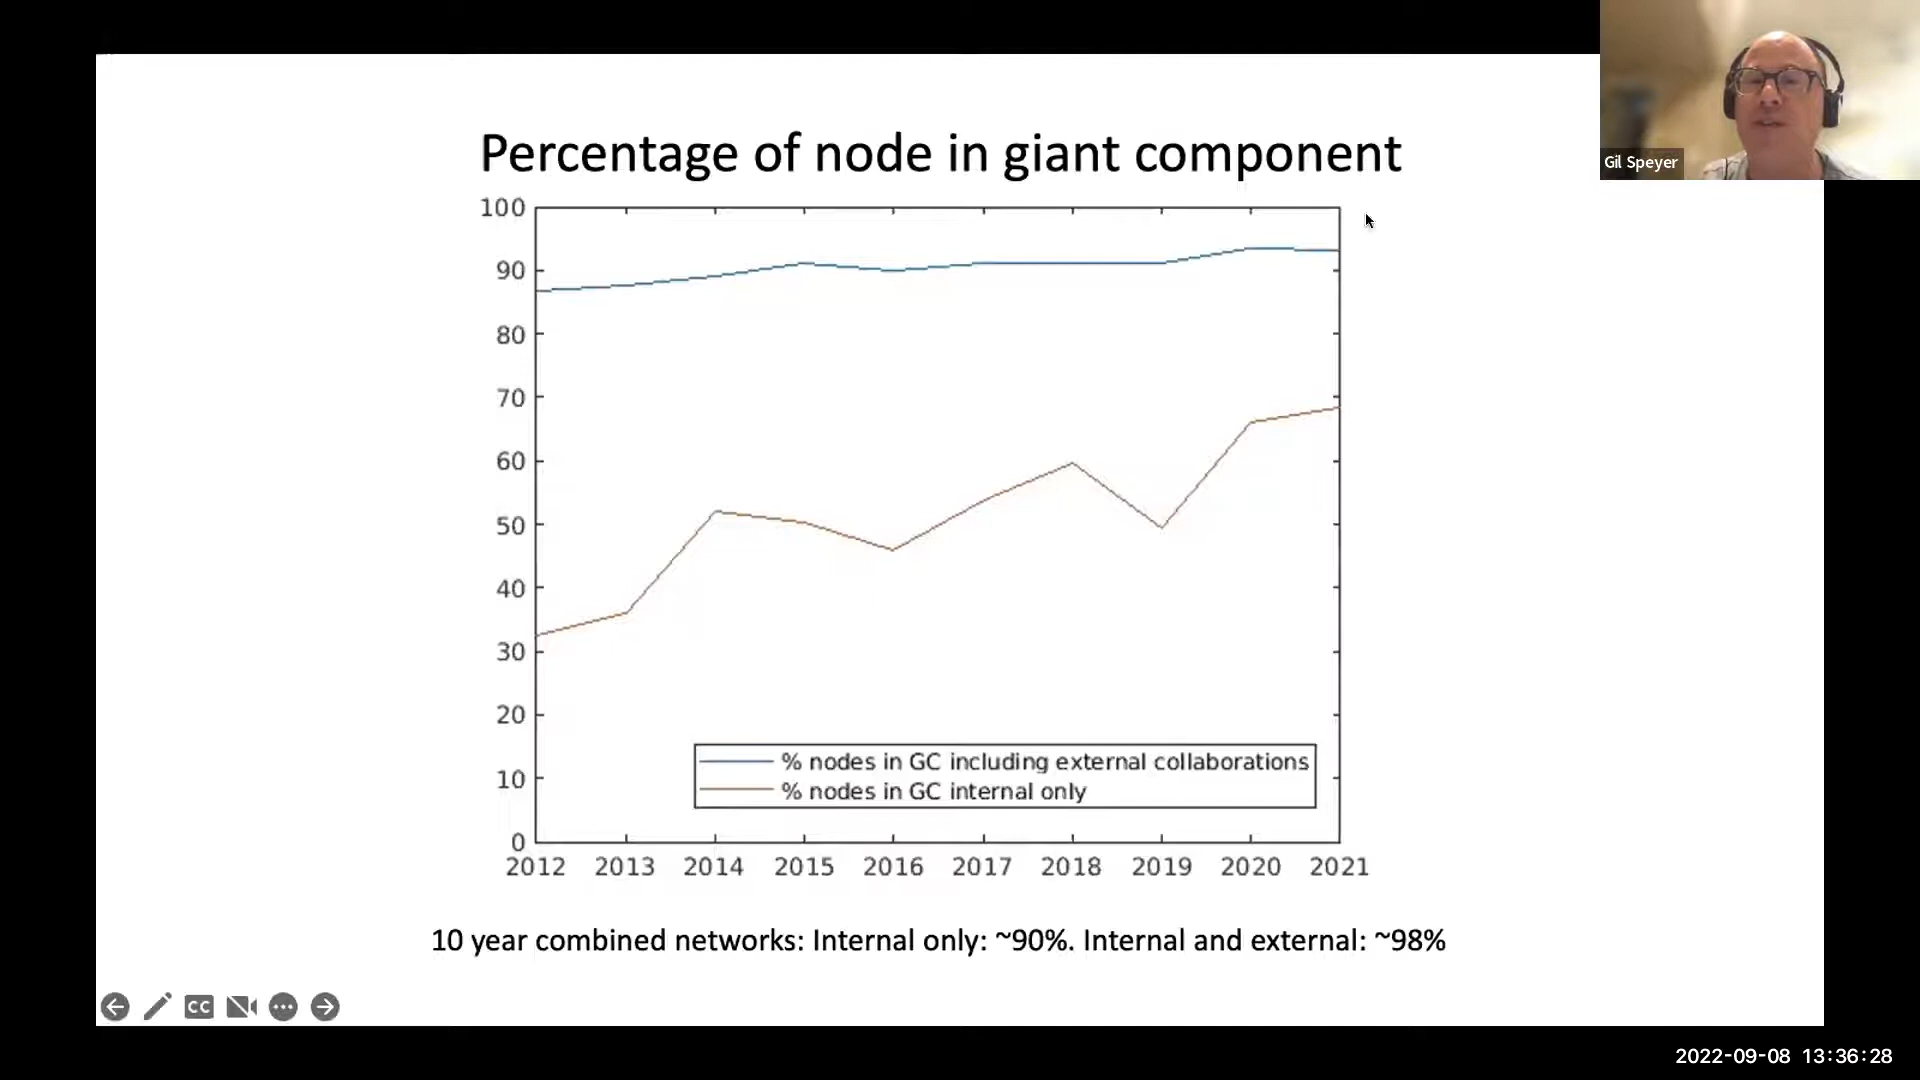 Percentage of node in giant component
Gil Speyer
100
90
80
70
60
50
40
30
20
10
0
% nodes in GC including external collaborations
% nodes in GC internal only
2012 2013 2014 2015 2016 2017 2018 2019 2020 2021
10 year combined networks: Internal only: ~90%. Internal and external: ~98%
CC
2022-09-08 13:36:28